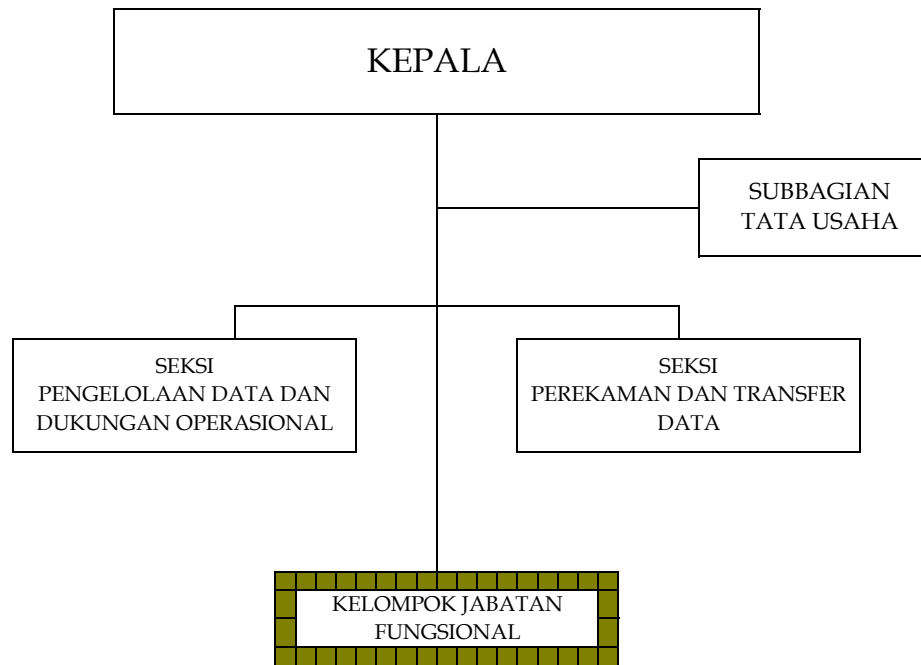 KEPALA
SUBBAGIAN
TATA USAHA
SEKSI
PENGELOLAAN DATA DAN
DUKUNGAN OPERASIONAL
SEKSI
PEREKAMAN DAN TRANSFER
DATA
KELOMPOK JABATAN
FUNGSIONAL